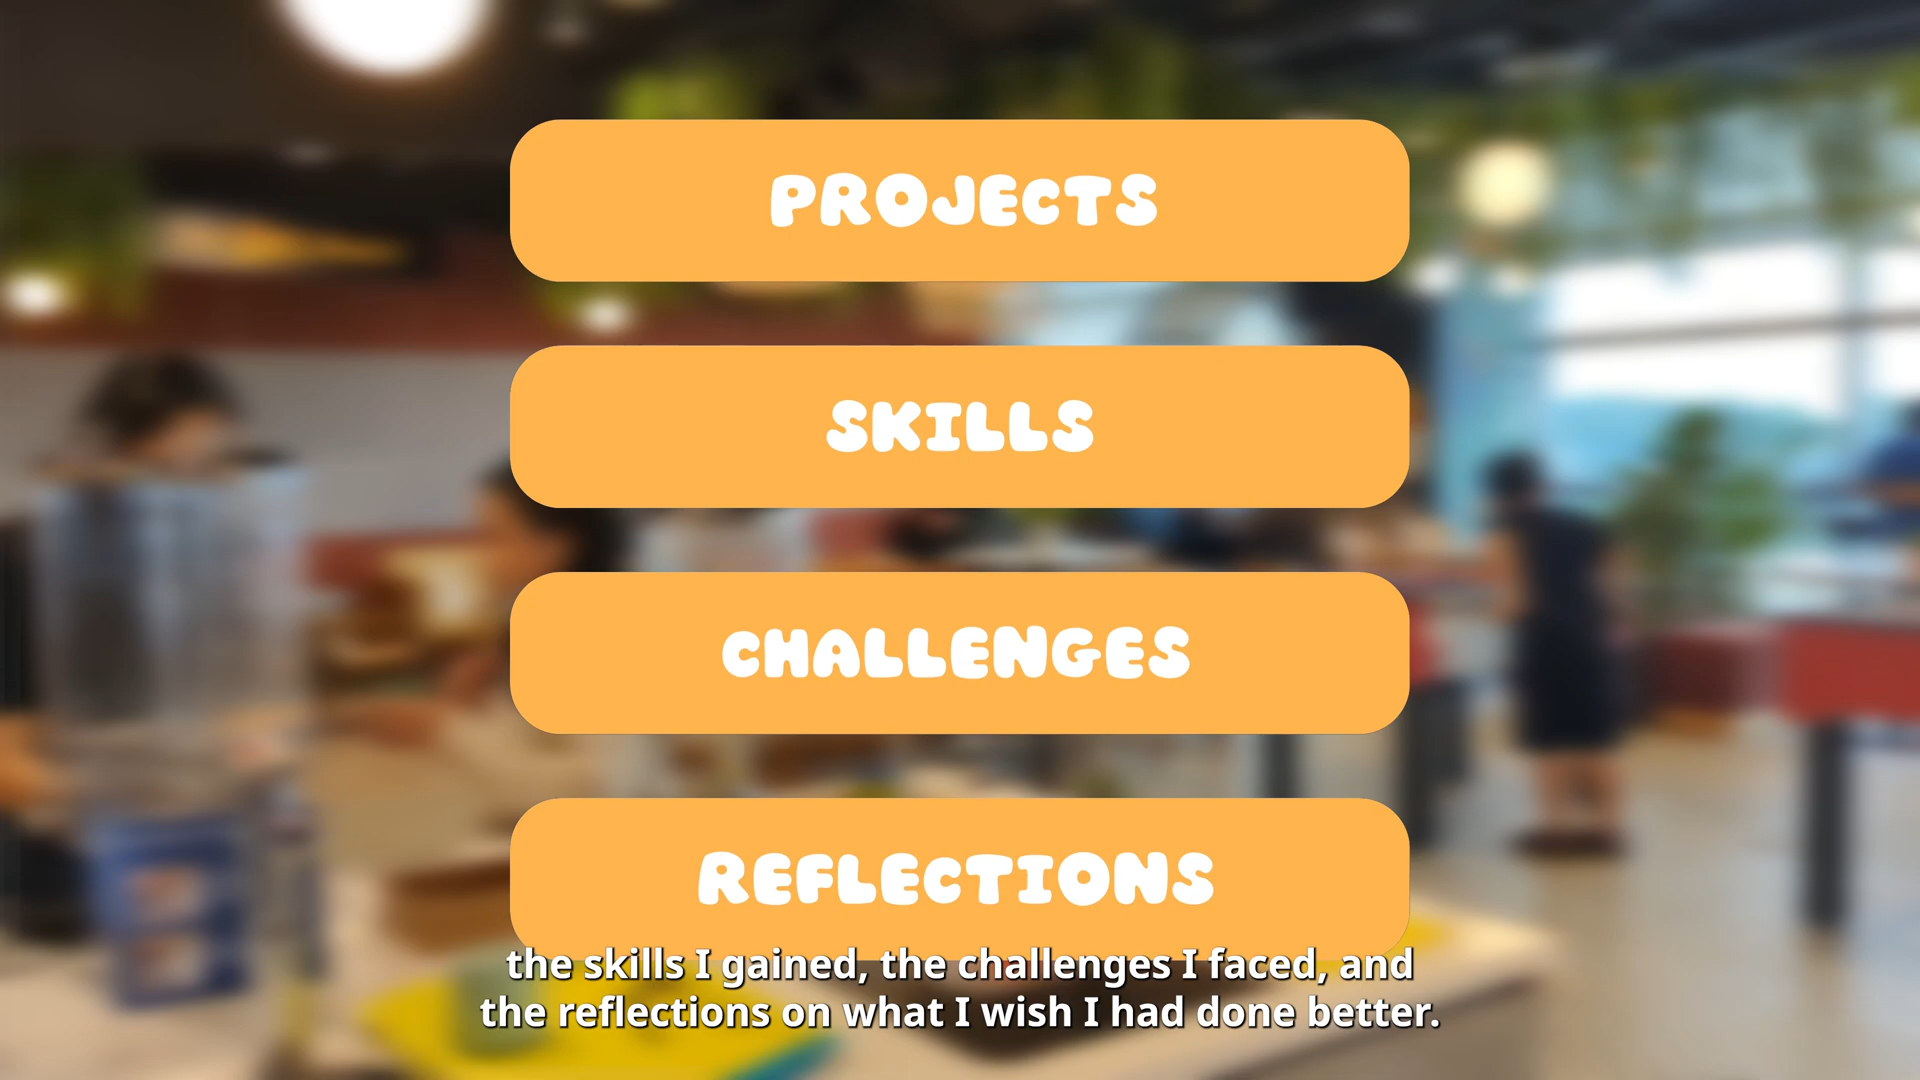 PROJECTS
SKILLS
CHALLENGES
REFLECTIONS
the skills I gained, the challenges I faced, and
the reflections on what I wish I had done better.